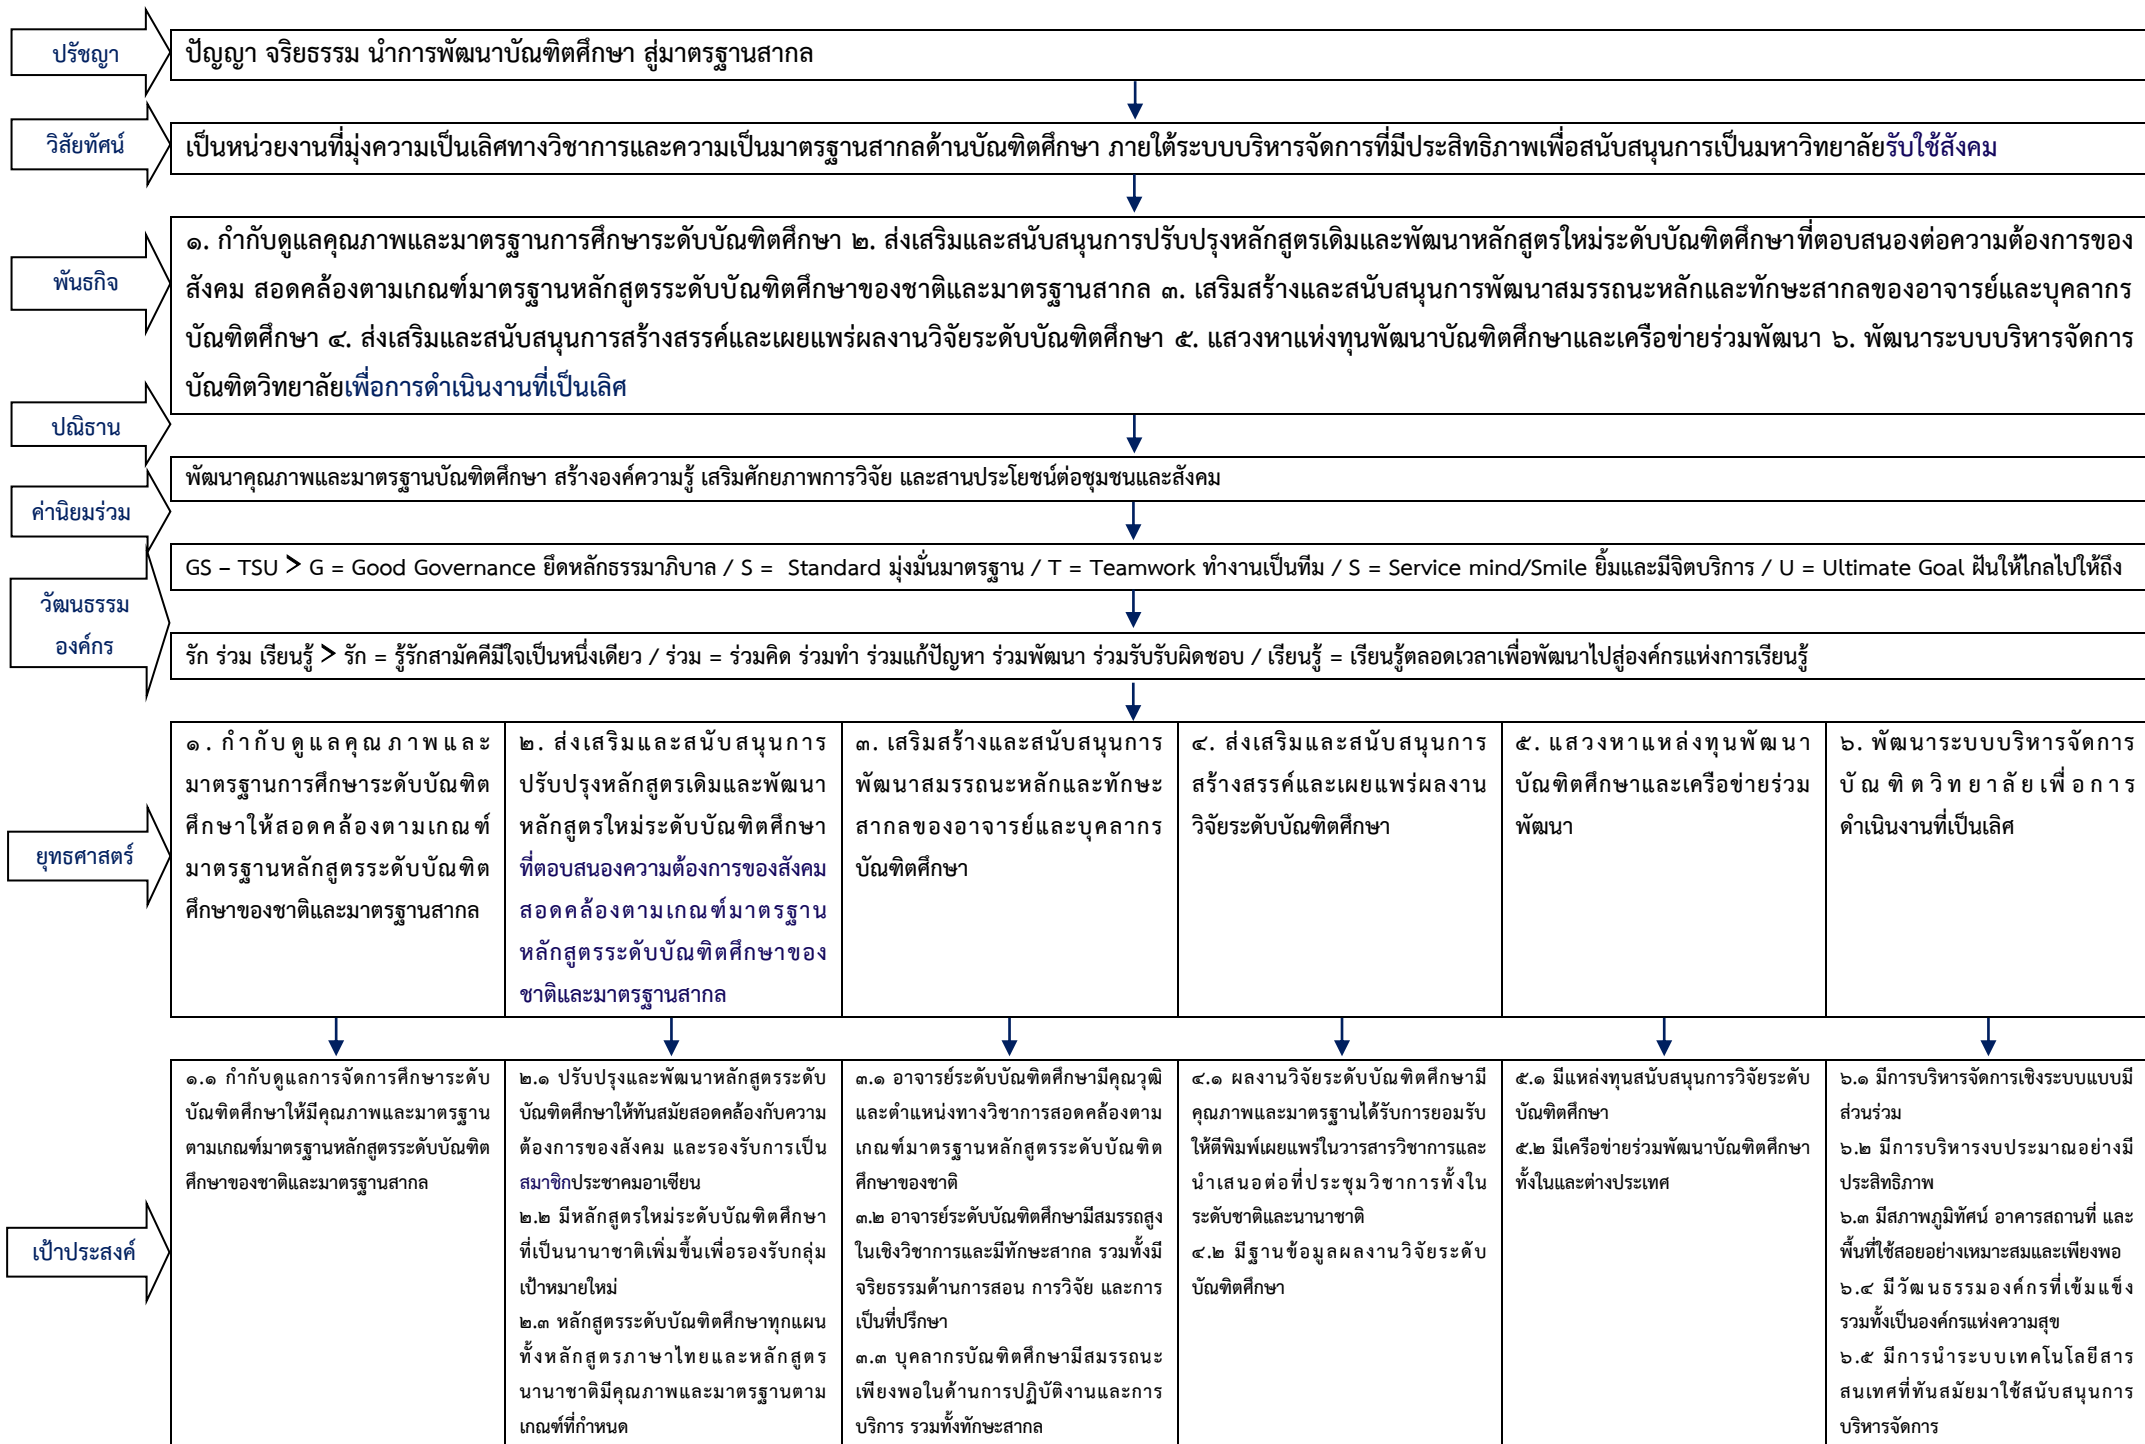 ปรัชญา
ปัญญา จริยธรรม นำการพัฒนาบัณฑิตศึกษา สู่มาตรฐานสากล
วิสัยทัศน์
เป็นหน่วยงานที่มุ่งความเป็นเลิศทางวิชาการและความเป็นมาตรฐานสากลด้านบัณฑิตศึกษา ภายใต้ระบบบริหารจัดการที่มีประสิทธิภาพเพื่อสนับสนุนการเป็นมหาวิทยาลัยรับใช้สังคม
พันธกิจ
๑. กำกับดูแลคุณภาพและมาตรฐานการศึกษาระดับบัณฑิตศึกษา ๒. ส่งเสริมและสนับสนุนการปรับปรุงหลักสูตรเดิมและพัฒนาหลักสูตรใหม่ระดับบัณฑิตศึกษาที่ตอบสนองต่อความต้องการของ
สังคม สอดคล้องตามเกณฑ์มาตรฐานหลักสูตรระดับบัณฑิตศึกษาของชาติและมาตรฐานสากล ๓. เสริมสร้างและสนับสนุนการพัฒนาสมรรถนะหลักและทักษะสากลของอาจารย์และบุคลากร
บัณฑิตศึกษา ๔. ส่งเสริมและสนับสนุนการสร้างสรรค์และเผยแพร่ผลงานวิจัยระดับบัณฑิตศึกษา ๕. แสวงหาแห่งทุนพัฒนาบัณฑิตศึกษาและเครือข่ายร่วมพัฒนา ๖. พัฒนาระบบบริหารจัดการ
บัณฑิตวิทยาลัยเพื่อการดำเนินงานที่เป็นเลิศ
ปณิธาน
พัฒนาคุณภาพและมาตรฐานบัณฑิตศึกษา สร้างองค์ความรู้ เสริมศักยภาพการวิจัย และสานประโยชน์ต่อชุมชนและสังคม
ค่านิยมร่วม
GS – TSU > G = Good Governance ยึดหลักธรรมาภิบาล / S = Standard มุ่งมั่นมาตรฐาน / T = Teamwork ทำงานเป็นทีม / S = Service mind/Smile ยิ้มและมีจิตบริการ / U = Ultimate Goal ฝันให้ไกลไปให้ถึง
วัฒนธรรม
องค์กร
รัก ร่วม เรียนรู้ > รัก = รู้รักสามัคคีมีใจเป็นหนึ่งเดียว / ร่วม = ร่วมคิด ร่วมทำ ร่วมแก้ปัญหา ร่วมพัฒนา ร่วมรับรับผิดชอบ / เรียนรู้ = เรียนรู้ตลอดเวลาเพื่อพัฒนาไปสู่องค์กรแห่งการเรียนรู้
ยุทธศาสตร์
๑. กำกับดูแลคุณภาพและ
มาตรฐานการศึกษาระดับบัณฑิต
ศึกษาให้สอดคล้องตามเกณฑ์
มาตรฐานหลักสูตรระดับบัณฑิต
ศึกษาของชาติและมาตรฐานสากล
๒. ส่งเสริมและสนับสนุนการ
ปรับปรุงหลักสูตรเดิมและพัฒนา
หลักสูตรใหม่ระดับบัณฑิตศึกษา
ที่ตอบสนองความต้องการของสังคม
สอดคล้องตามเกณฑ์มาตรฐาน
หลักสูตรระดับบัณฑิตศึกษาของ
ชาติและมาตรฐานสากล
๓. เสริมสร้างและสนับสนุนการ
พัฒนาสมรรถนะหลักและทักษะ
สากลของอาจารย์และบุคลากร
บัณฑิตศึกษา
๔. ส่งเสริมและสนับสนุนการ
สร้างสรรค์และเผยแพร่ผลงาน
วิจัยระดับบัณฑิตศึกษา
๕. แสวงหาแหล่งทุนพัฒนา
บัณฑิตศึกษาและเครือข่ายร่วม
พัฒนา
๖. พัฒนาระบบบริหารจัดการ
บัณฑิตวิทยาลัยเพื่อการ
ดำเนินงานที่เป็นเลิศ
เป้าประสงค์
๑.๑ กำกับดูแลการจัดการศึกษาระดับ
บัณฑิตศึกษาให้มีคุณภาพและมาตรฐาน
ตามเกณฑ์มาตรฐานหลักสูตรระดับบัณฑิต
ศึกษาของชาติและมาตรฐานสากล
๒.๑ ปรับปรุงและพัฒนาหลักสูตรระดับ
บัณฑิตศึกษาให้ทันสมัยสอดคล้องกับความ
ต้องการของสังคม และรองรับการเป็น
สมาชิกประชาคมอาเซียน
๒.๒ มีหลักสูตรใหม่ระดับบัณฑิตศึกษา
ที่เป็นนานาชาติเพิ่มขึ้นเพื่อรองรับกลุ่ม
เป้าหมายใหม่
๒.๓ หลักสูตรระดับบัณฑิตศึกษาทุกแผน
ทั้งหลักสูตรภาษาไทยและหลักสูตร
นานาชาติมีคุณภาพและมาตรฐานตาม
เกณฑ์ที่กำหนด
๓.๑ อาจารย์ระดับบัณฑิตศึกษามีคุณวุฒิ
และตำแหน่งทางวิชาการสอดคล้องตาม
เกณฑ์มาตรฐานหลักสูตรระดับบัณฑิต
ศึกษาของชาติ
๓.๒ อาจารย์ระดับบัณฑิตศึกษามีสมรรถสูง
ในเชิงวิชาการและมีทักษะสากล รวมทั้งมี
จริยธรรมด้านการสอน การวิจัย และการ
เป็นที่ปรึกษา
๓.๓ บุคลากรบัณฑิตศึกษามีสมรรถนะ
เพียงพอในด้านการปฏิบัติงานและการ
บริการ รวมทั้งทักษะสากล
๔.๑ ผลงานวิจัยระดับบัณฑิตศึกษามี
คุณภาพและมาตรฐานได้รับการยอมรับ
ให้ตีพิมพ์เผยแพร่ในวารสารวิชาการและ
นำเสนอต่อที่ประชุมวิชาการทั้งใน
ระดับชาติและนานาชาติ
๔.๒ มีฐานข้อมูลผลงานวิจัยระดับ
บัณฑิตศึกษา
๕.๑ มีแหล่งทุนสนับสนุนการวิจัยระดับ
บัณฑิตศึกษา
๕.๒ มีเครือข่ายร่วมพัฒนาบัณฑิตศึกษา
ทั้งในและต่างประเทศ
๖.๑ มีการบริหารจัดการเชิงระบบแบบมี
ส่วนร่วม
๖.๒ มีการบริหารงบประมาณอย่างมี
ประสิทธิภาพ
๖.๓ มีสภาพภูมิทัศน์ อาคารสถานที่ และ
พื้นที่ใช้สอยอย่างเหมาะสมและเพียงพอ
๖.๔ มีวัฒนธรรมองค์กรที่เข้มแข็ง
รวมทั้งเป็นองค์กรแห่งความสุข
๖.๕ มีการนำระบบเทคโนโลยีสาร
สนเทศที่ทันสมัยมาใช้สนับสนุนการ
บริหารจัดการ